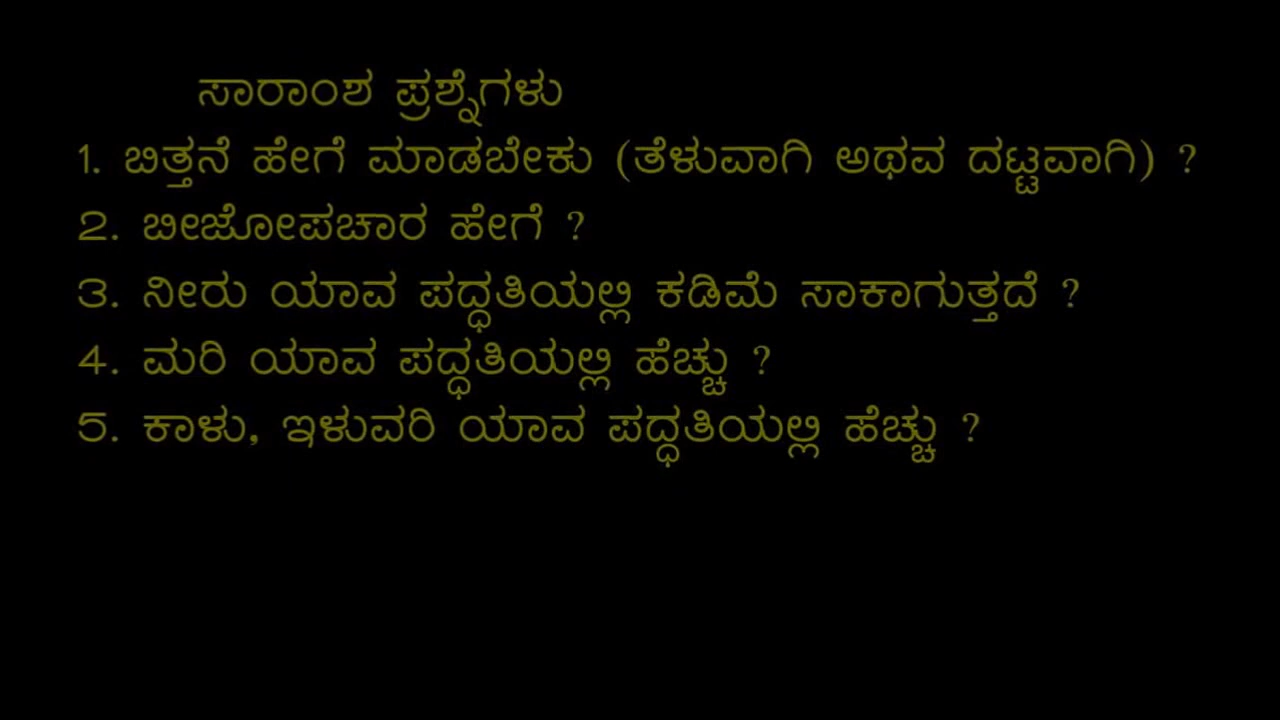 ಸಾರಾಂಶ ಪ್ರಶ್ನೆಗಳು
1. ಬಿತ್ತನೆ ಹೇಗೆ ಮಾಡಬೇಕು (ತೆಳುವಾಗಿ ಅಥವ ದಟ್ಟವಾಗಿ) ?
2. ಬೀಜೋಪಚಾರ ಹೇಗೆ ?
3. ನೀರು ಯಾವ ಪದ್ಧತಿಯಲ್ಲಿ ಕಡಿಮೆ ಸಾಕಾಗುತ್ತದೆ ?
4. ಮರಿ ಯಾವ ಪದ್ಧತಿಯಲ್ಲಿ ಹೆಚ್ಚು ?
5. ಕಾಳು, ಇಳುವರಿ ಯಾವ ಪದ್ಧತಿಯಲ್ಲಿ ಹೆಚ್ಚು ?